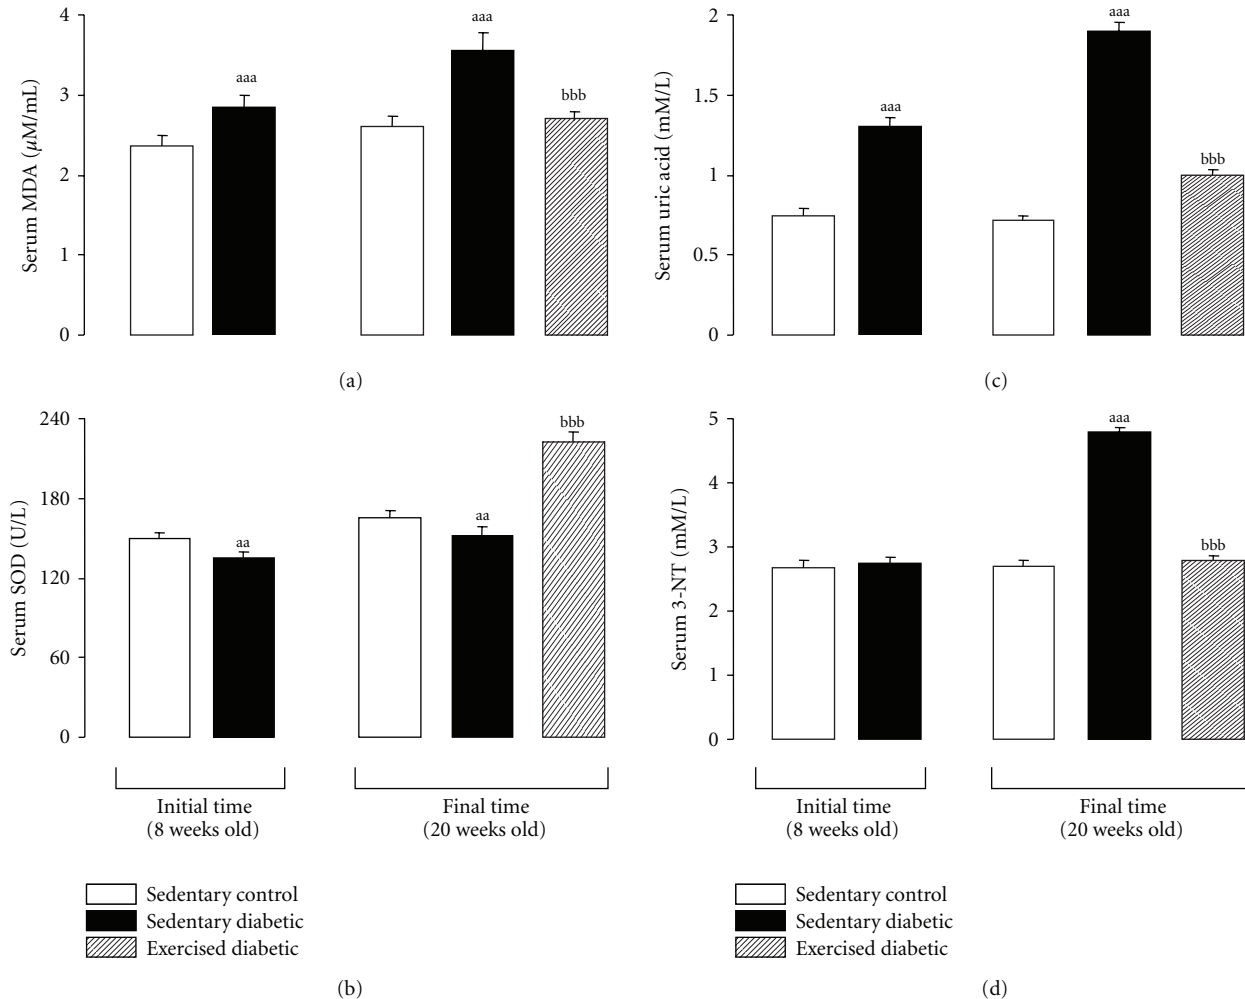 4
3
2
1
0
Serum MDA (µM/mL)
aaa
aaa
bbb
(a)
2
1.5
1
0.5
0
Serum uric acid (mM/L)
aaa
aaa
bbb
(c)
240
180
120
60
0
Serum SOD (U/L)
aa
aa
bbb
Initial time
(8 weeks old)
Final time
(20 weeks old)
Sedentary control
Sedentary diabetic
Exercised diabetic
(b)
5
4
3
2
1
0
Serum 3-NT (mM/L)
aaa
bbb
Initial time
(8 weeks old)
Final time
(20 weeks old)
Sedentary control
Sedentary diabetic
Exercised diabetic
(d)